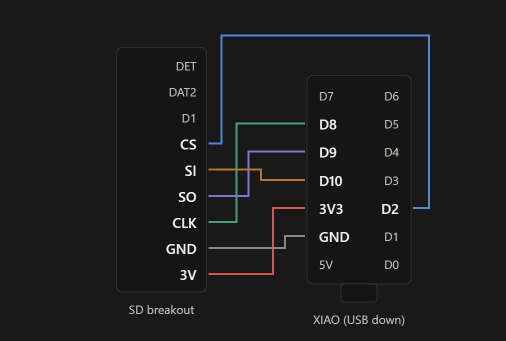 DET
DAT2
D1
CS
SI
SO
CLK
GND
3V
SD breakout
D7 D6
D8 D5
D9 D4
D10 D3
3V3 D2
GND D1
5V D0
XIAO (USB down)